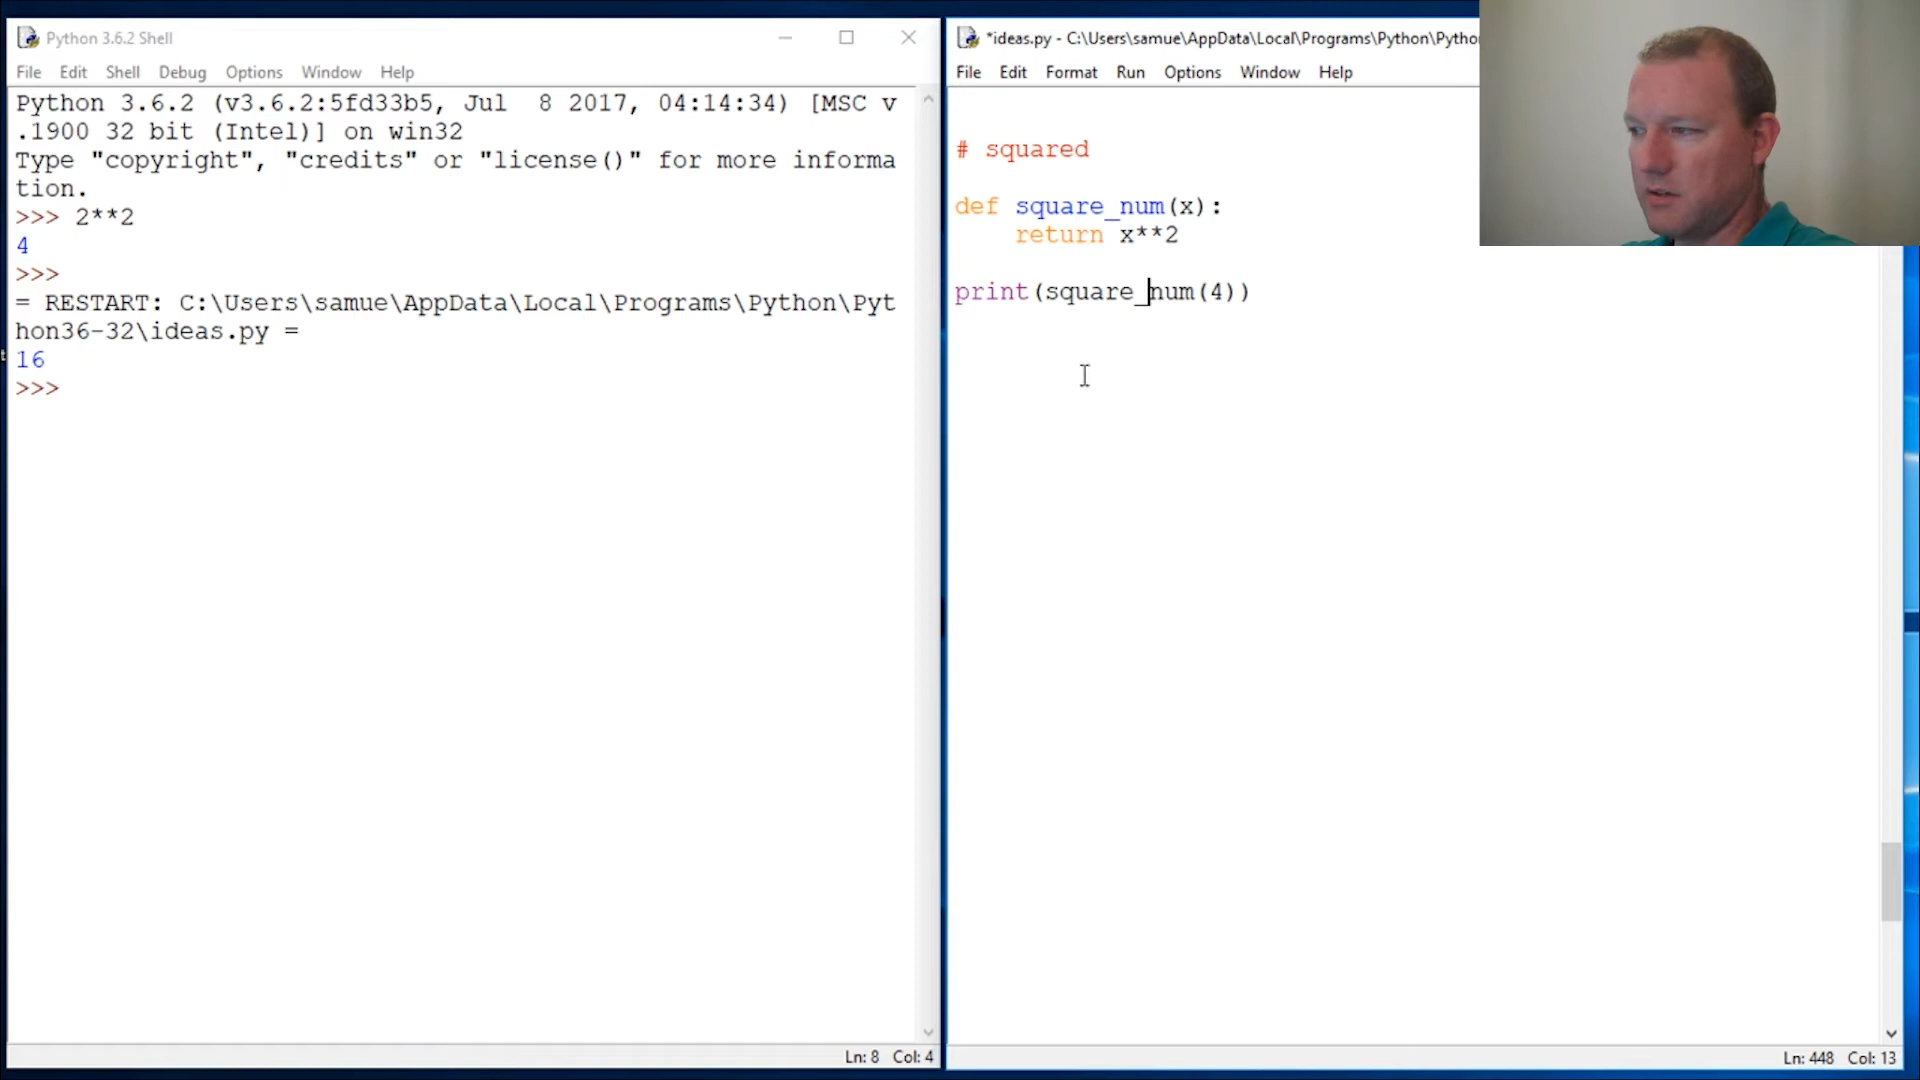 Python 3.6.2 Shell
File Edit Shell Debug Options Window Help
Python 3.6.2 (v3.6.2:5fd33b5, Jul  8 2017, 04:14:34) [MSC v
.1900 32 bit (Intel)] on win32
Type "copyright", "credits" or "license()" for more informa
tion.
>>> 2**2
4
>>>
= RESTART: C:\Users\samue\AppData\Local\Programs\Python\Pyt
hon36-32\ideas.py =
16
>>>
Ln: 8 Col: 4
*ideas.py - C:\Users\samue\AppData\Local\Programs\Python\Pytho
File Edit Format Run Options Window Help
# squared
def square_num(x):
    return x**2
print(square_num(4))
Ln: 448 Col: 13
t